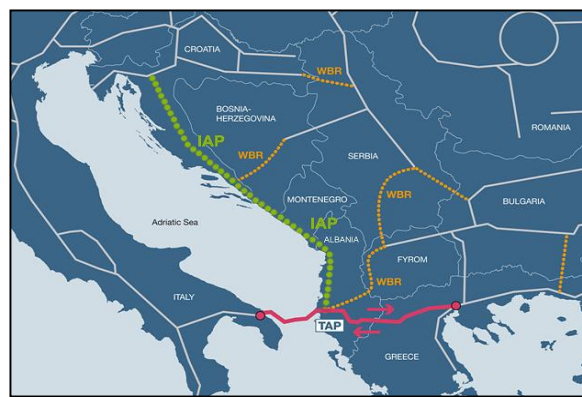 CROATIA
WBR
BOSNIA-
HERZEGOVINA
ROMANIA
IAP
SERBIA
WBR
WBR
MONTENEGRO
BULGARIA
Adriatic Sea
IAP
ALBANIA
FYROM
WBR
ITALY
TAP
GREECE